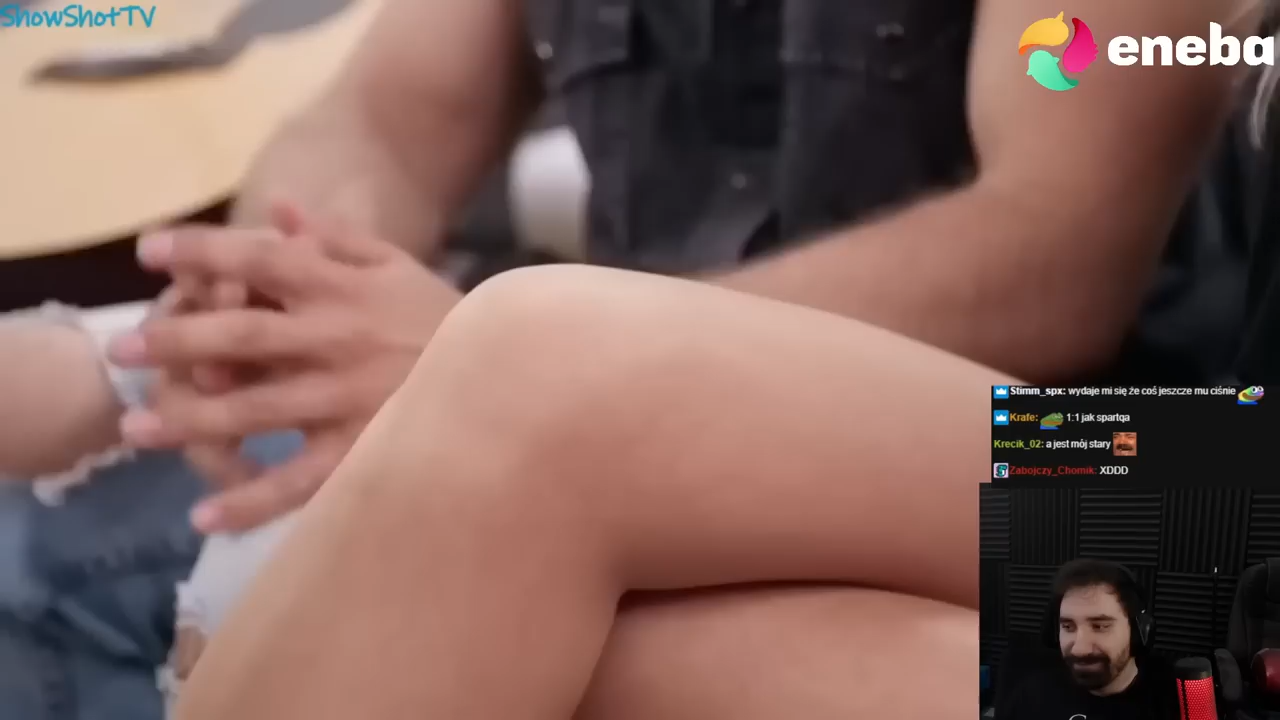 ShowShotTV
eneba
Stimm_spx: wydaje mi się że coś jeszcze mu ciśnie
Krafe: 1:1 jak spartqa
Krecik_02: a jest mój stary
Zabojczy_Chomik: XDDD